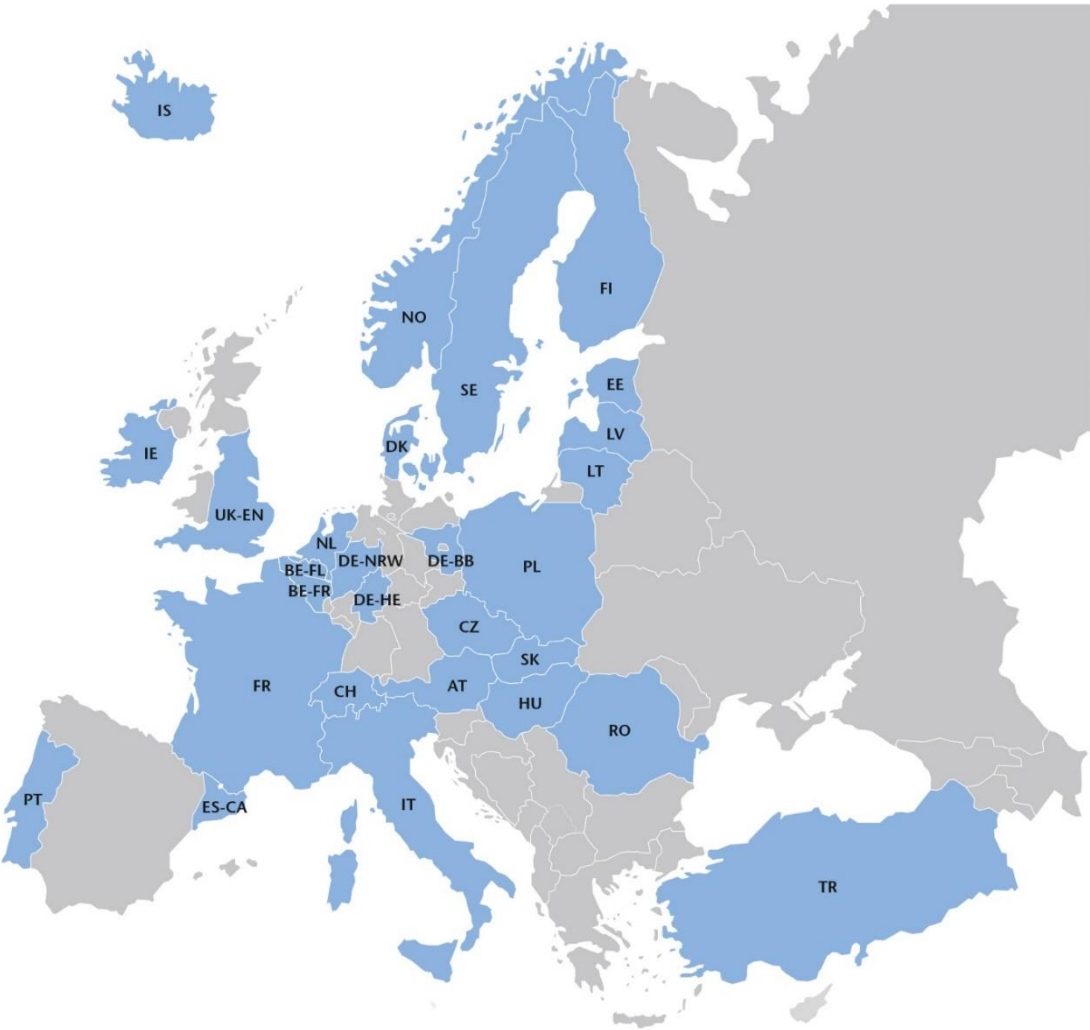 IS
FI
NO
SE
EE
LV
DK
IE
LT
UK-EN
NL
DE-NRW
DE-BB
PL
BE-FL
BE-FR
DE-HE
CZ
SK
FR
CH
AT
HU
RO
PT
ES-CA
IT
TR